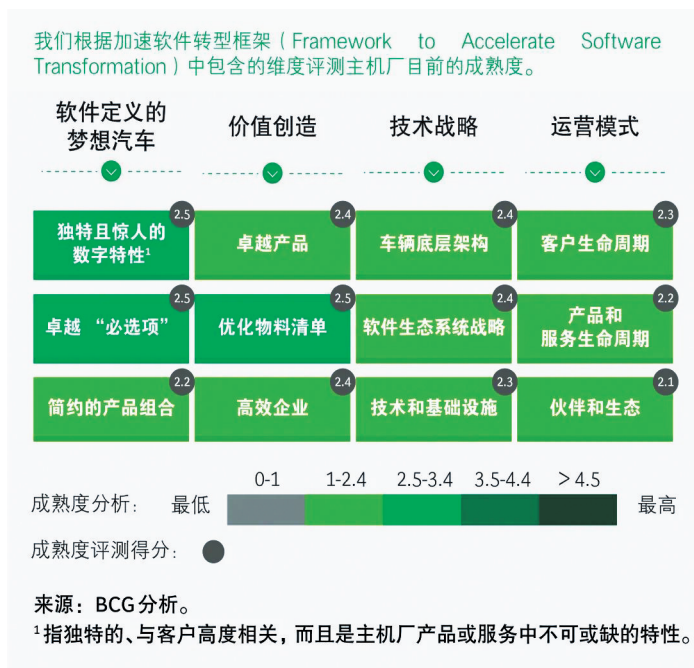 我们根据加速软件转型框架（Framework to Accelerate Software
Transformation）中包含的维度评测主机厂目前的成熟度。
软件定义的
梦想汽车
价值创造
技术战略
运营模式
2.5
2.4
2.4
2.3
独特且惊人的
数字特性¹
卓越产品
车辆底层架构
客户生命周期
2.5
2.5
2.4
2.2
卓越 “必选项”
优化物料清单
软件生态系统战略
产品和
服务生命周期
2.2
2.4
2.3
2.1
简约的产品组合
高效企业
技术和基础设施
伙伴和生态
0-1
1-2.4
2.5-3.4
3.5-4.4
＞4.5
成熟度分析：
最低
最高
成熟度评测得分：
来源：BCG分析。
¹指独特的、与客户高度相关，而且是主机厂产品或服务中不可或缺的特性。